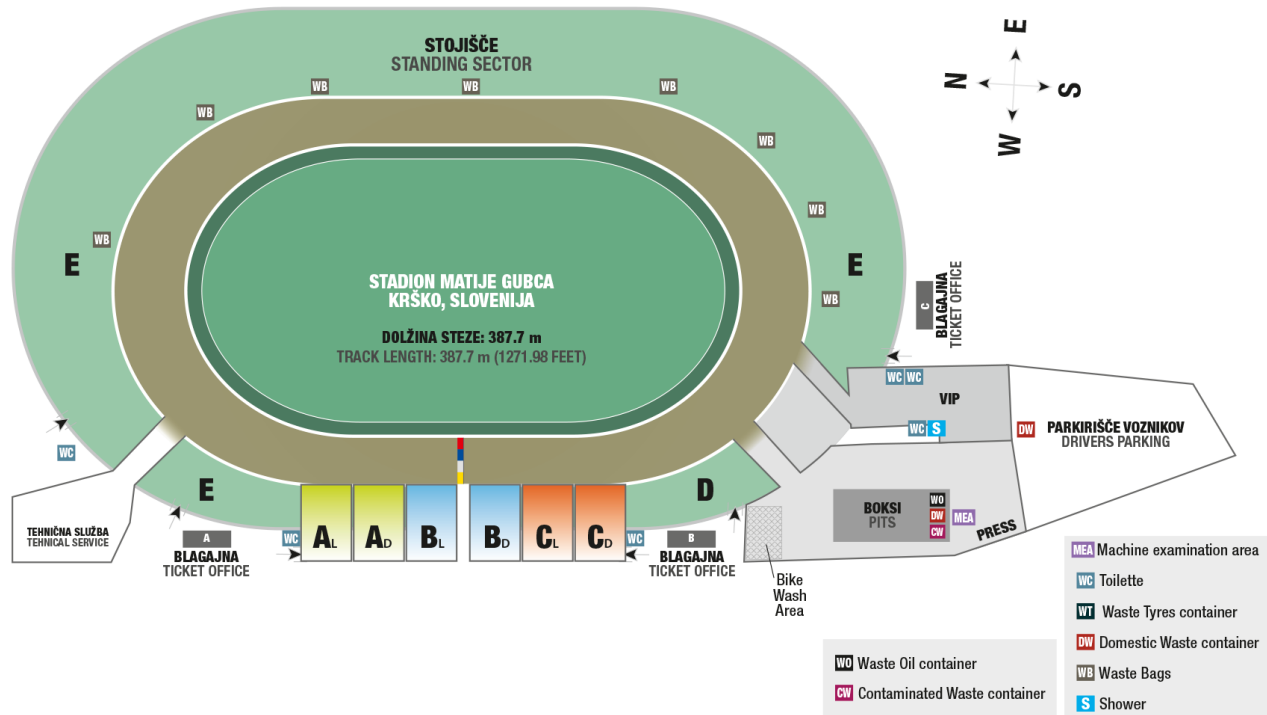 STOJIŠČE
STANDING SECTOR
WB
WB
WB
WB
WB
WB
WB
WB
E
N
S
W
E
E
STADION MATIJE GUBCA
KRŠKO, SLOVENIJA
DOLŽINA STEZE: 387.7 m
TRACK LENGTH: 387.7 m (1271.98 FEET)
C
BLAGAJNA
TICKET OFFICE
WC WC
VIP
WC S
DW
PARKIRIŠČE VOZNIKOV
DRIVERS PARKING
WC
TEHNIČNA SLUŽBA
TEHNICAL SERVICE
E
D
A
BLAGAJNA
TICKET OFFICE
WC
AL
AD
BL
BD
CL
CD
WC
B
BLAGAJNA
TICKET OFFICE
BOKSI
PITS
WO
DW
CW
MEA
PRESS
Bike
Wash
Area
WO Waste Oil container
CW Contaminated Waste container
MEA Machine examination area
WC Toilette
WT Waste Tyres container
DW Domestic Waste container
WB Waste Bags
S Shower